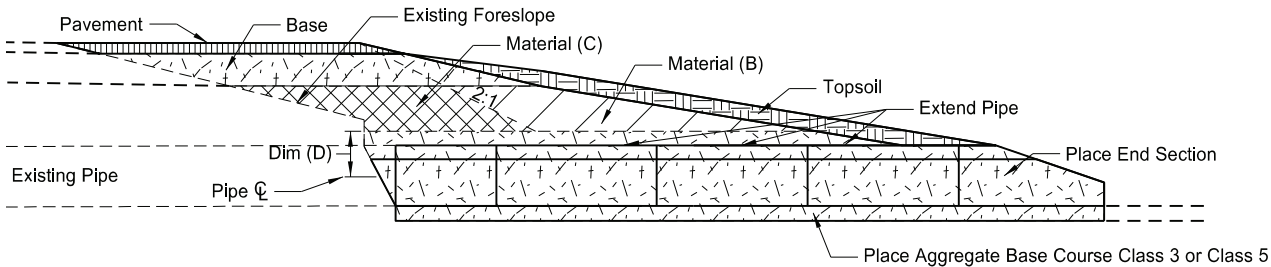 Pavement
Base
Existing Foreslope
Material (C)
Material (B)
2:1
Topsoil
Extend Pipe
Dim (D)
Place End Section
Existing Pipe
Pipe ℄
Place Aggregate Base Course Class 3 or Class 5